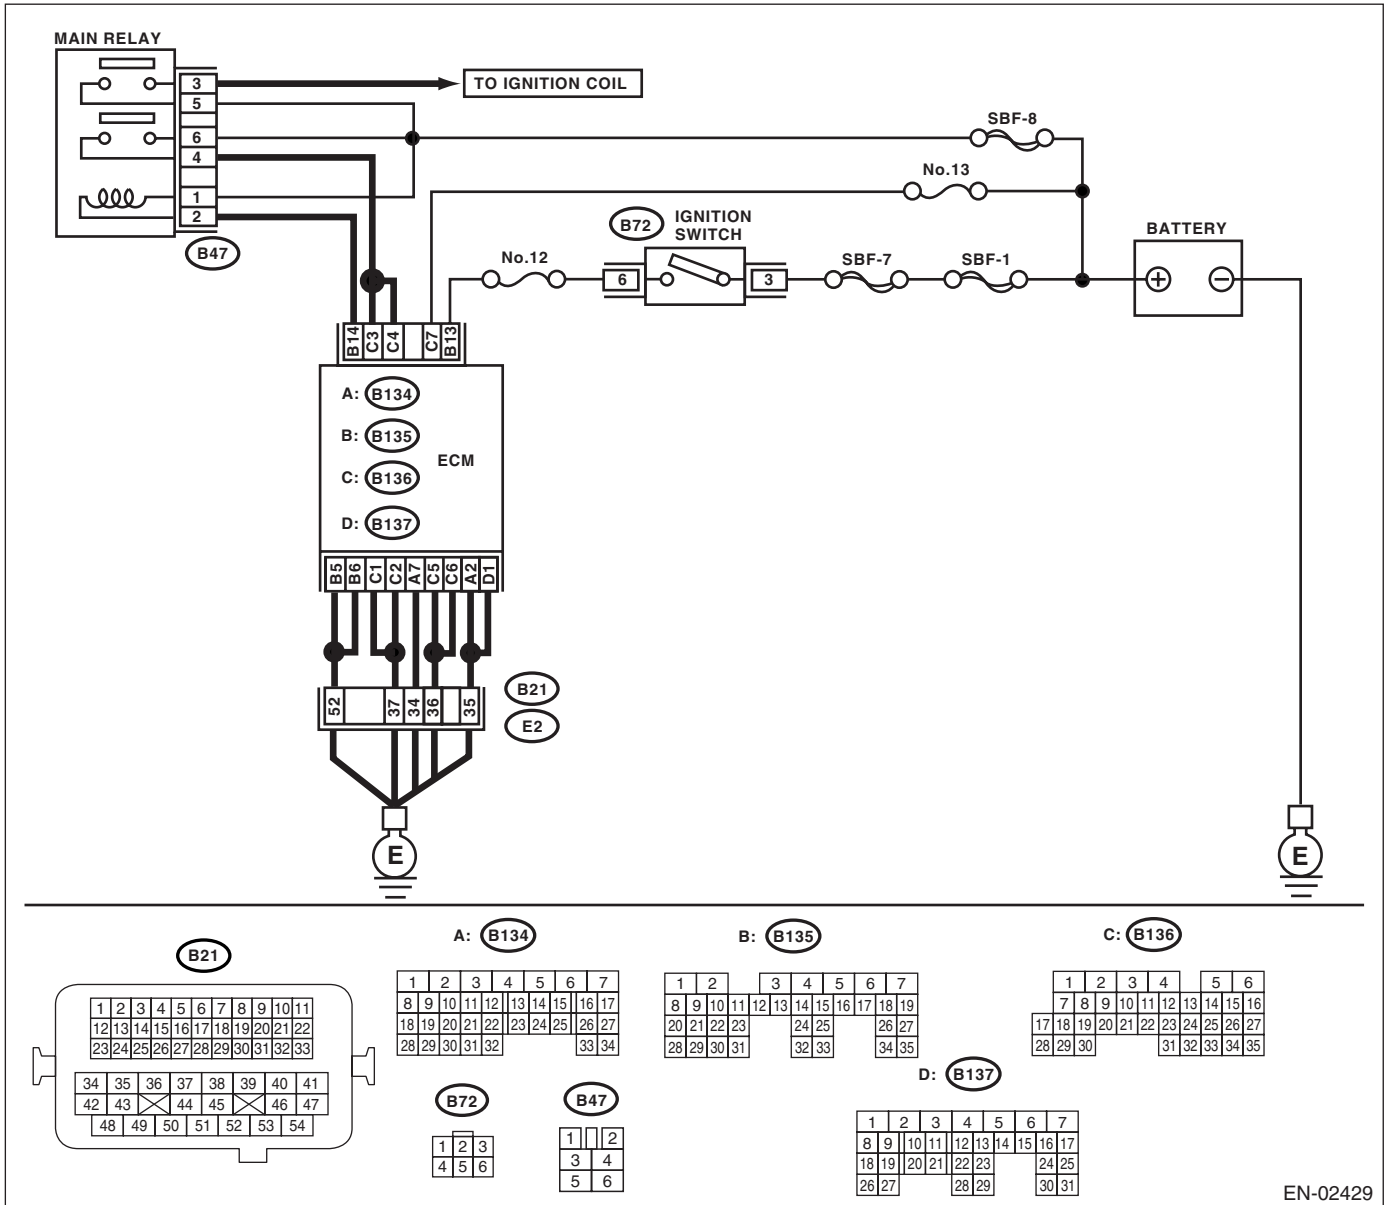 MAIN RELAY
3
TO IGNITION COIL
5
6
4
1
2
B47
SBF-8
No.13
B72
IGNITION
SWITCH
No.12
6
3
SBF-7
SBF-1
BATTERY
+
−
B14
C3
C4
C7
B13
A: B134
B: B135
C: B136
D: B137
ECM
B5
B6
C1
C2
A7
C5
C6
A2
D1
52
37
34
36
35
B21
E2
E
E
B21
1 2 3 4 5 6 7 8 9 10 11
12 13 14 15 16 17 18 19 20 21 22
23 24 25 26 27 28 29 30 31 32 33
34 35 36 37 38 39 40 41
42 43 44 45 46 47
48 49 50 51 52 53 54
A: B134
1 2 3 4 5 6 7
8 9 10 11 12 13 14 15 16 17
18 19 20 21 22 23 24 25 26 27
28 29 30 31 32 33 34
B: B135
1 2 3 4 5 6 7
8 9 10 11 12 13 14 15 16 17 18 19
20 21 22 23 24 25 26 27
28 29 30 31 32 33 34 35
C: B136
1 2 3 4 5 6
7 8 9 10 11 12 13 14 15 16
17 18 19 20 21 22 23 24 25 26 27
28 29 30 31 32 33 34 35
B72
1 2 3
4 5 6
B47
1 2
3 4
5 6
D: B137
1 2 3 4 5 6 7
8 9 10 11 12 13 14 15 16 17
18 19 20 21 22 23 24 25
26 27 28 29 30 31
EN-02429